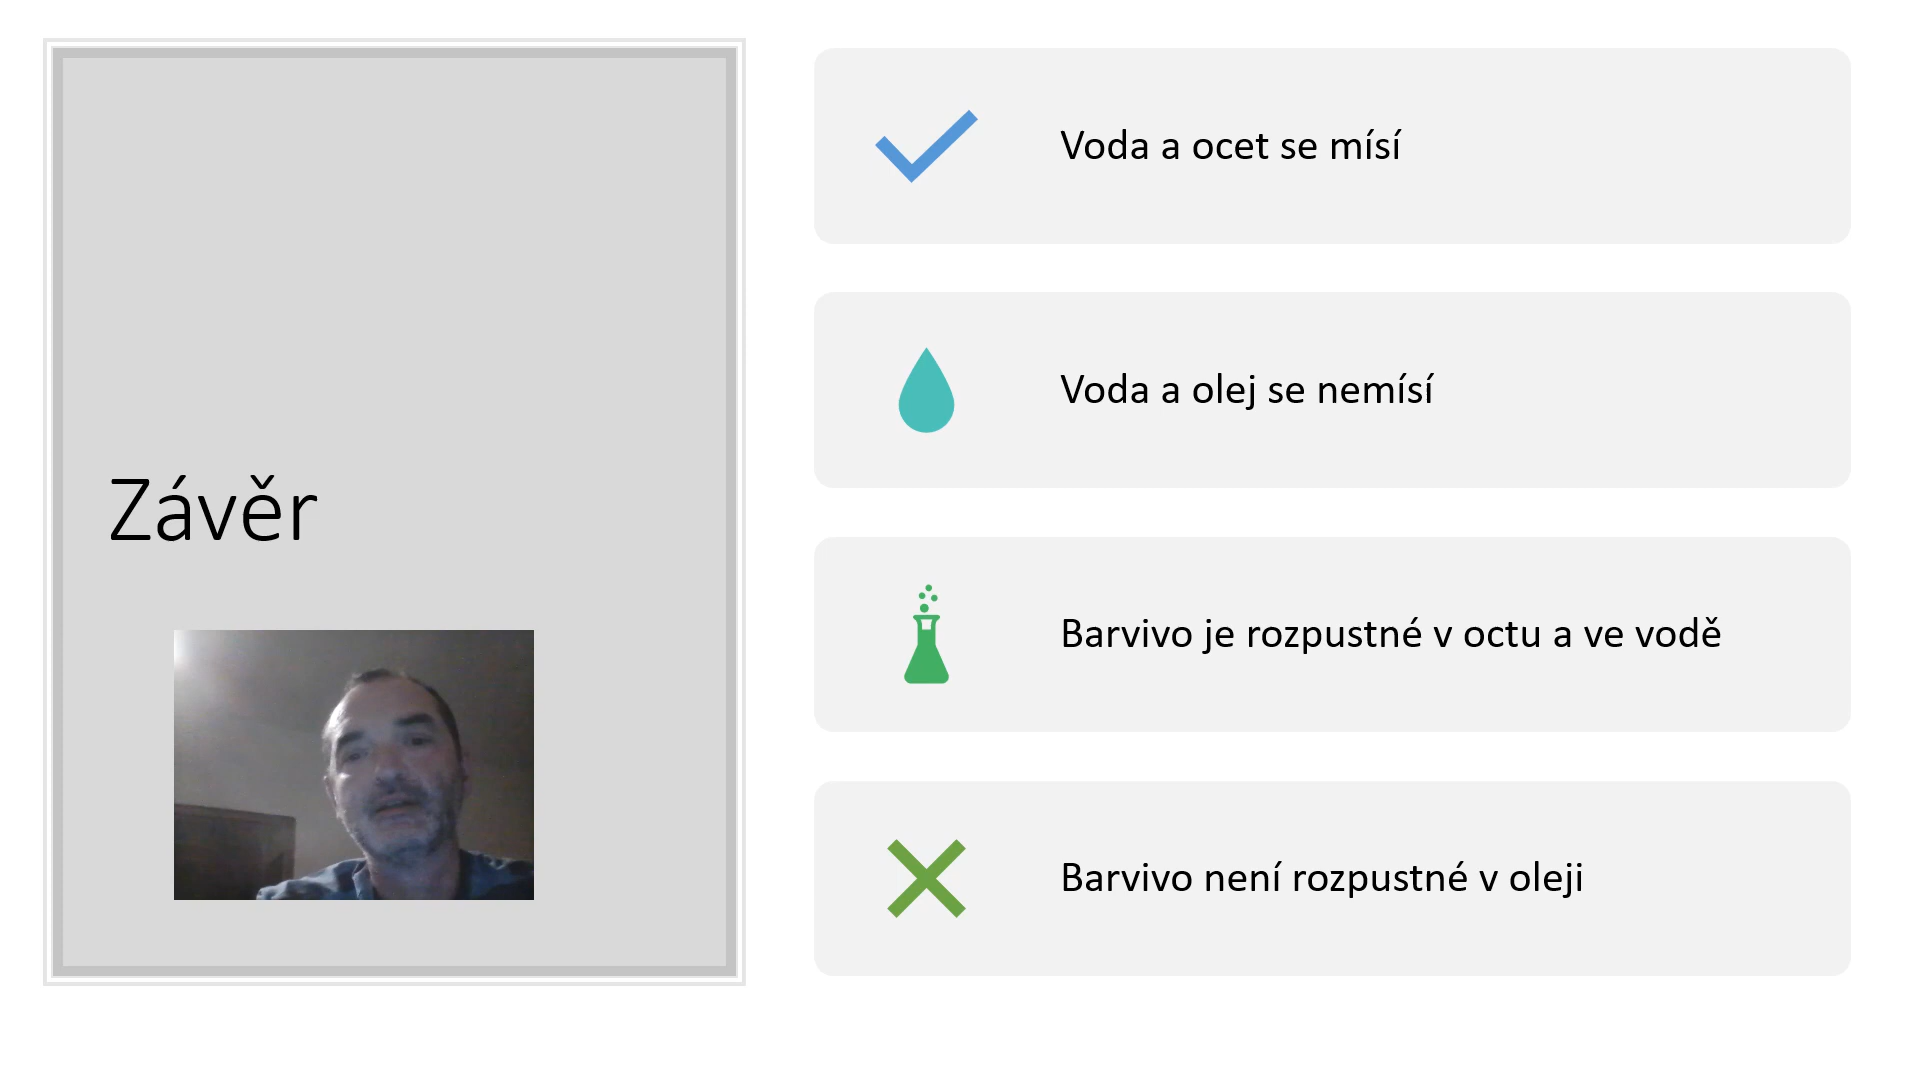 Závěr
Voda a ocet se mísí
Voda a olej se nemísí
Barvivo je rozpustné v octu a ve vodě
Barvivo není rozpustné v oleji